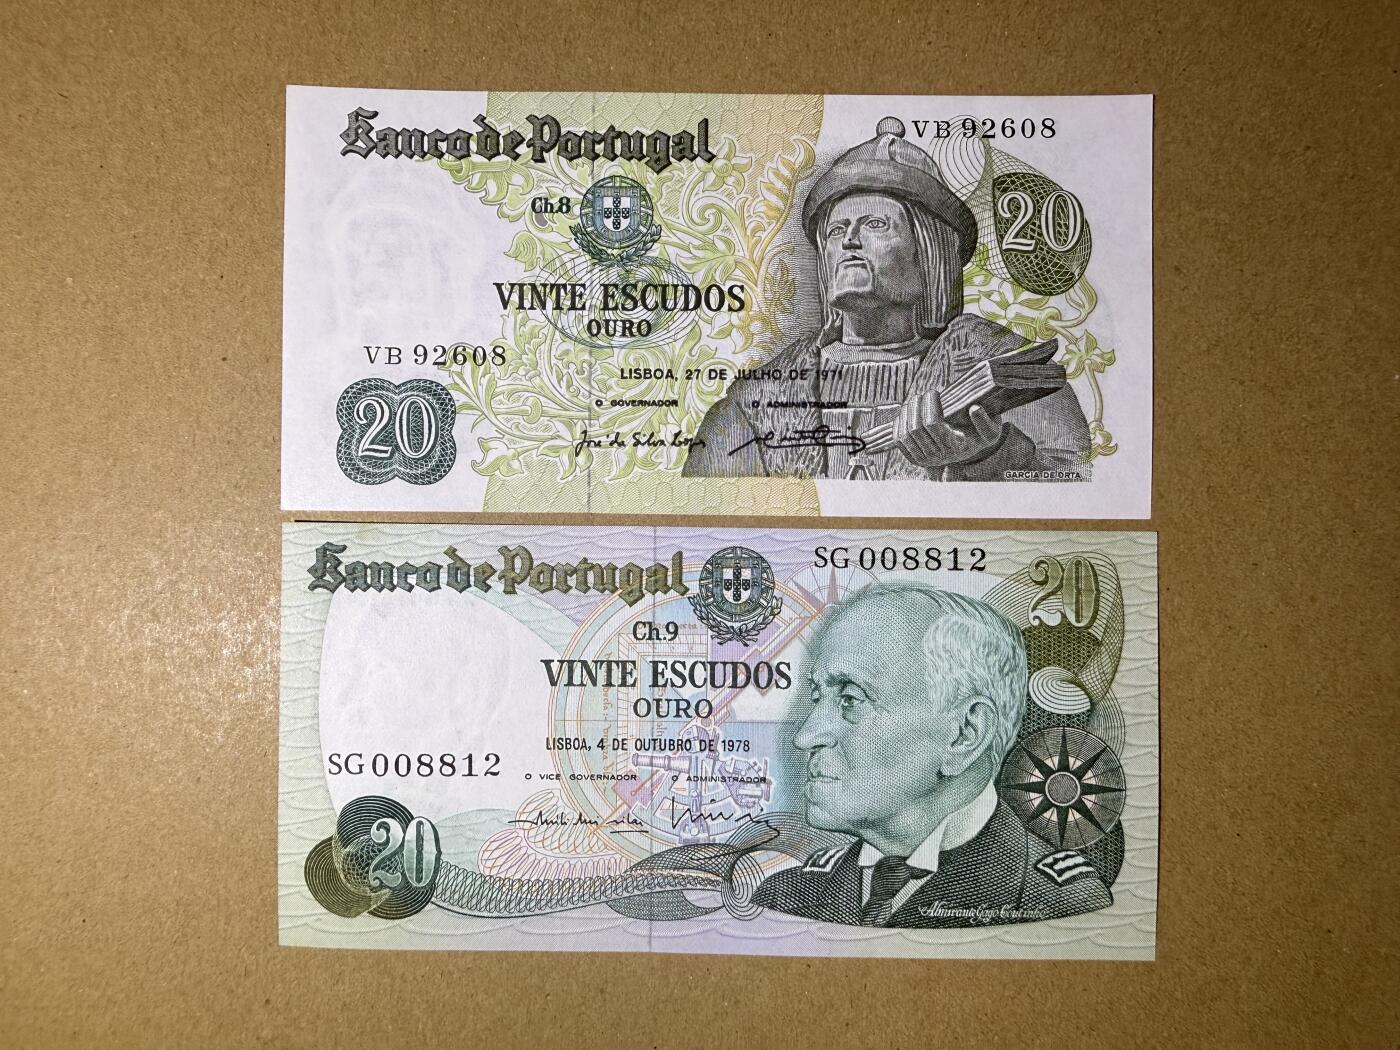 Banco de Portugal
VB 92608
20
Ch.8
VINTE ESCUDOS
OURO
VB 92608
LISBOA, 27 DE JULHO DE 1971
O GOVERNADOR O ADMINISTRADOR
20
GARCIA DE ORTA
Banco de Portugal
SG 008812
20
Ch.9
VINTE ESCUDOS
OURO
LISBOA, 4 DE OUTUBRO DE 1978
SG 008812
O VICE GOVERNADOR O ADMINISTRADOR
20
Almirante Gago Coutinho